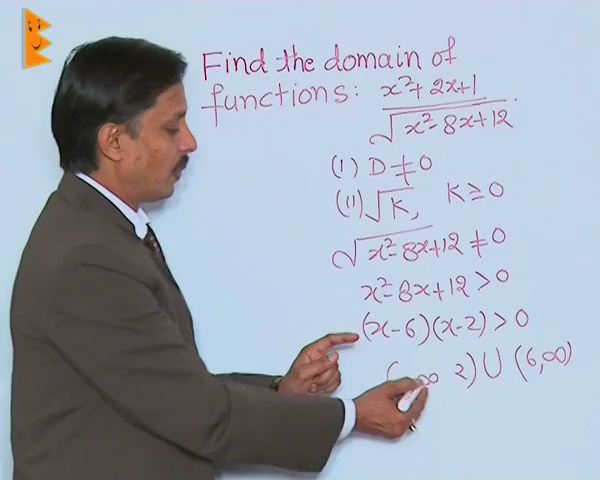 Find the domain of
functions: x²+2x+1
√x²-8x+12
(I) D≠0
(II) √K, K≥0
√x²-8x+12 ≠0
x²-8x+12>0
(x-6)(x-2)>0
( ∞ 2)∪(6,∞)